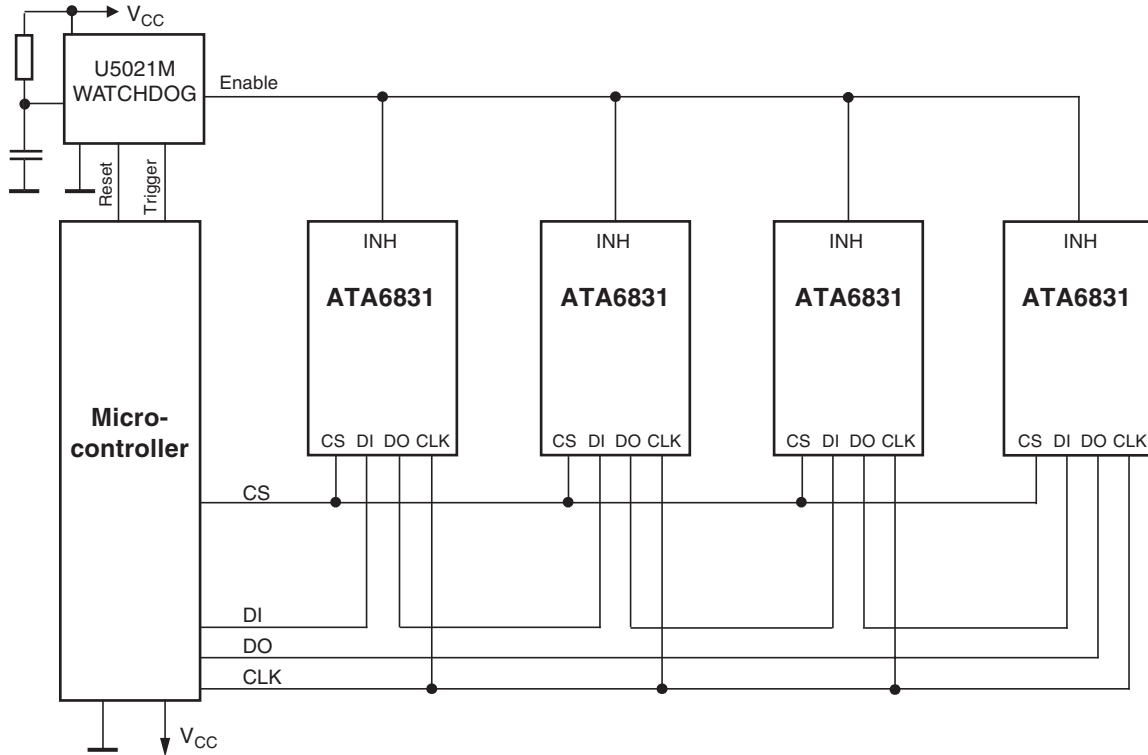 VCC
U5021M
WATCHDOG
Enable
Reset
Trigger
INH
INH
INH
INH
ATA6831
ATA6831
ATA6831
ATA6831
Micro-
controller
CS DI DO CLK
CS DI DO CLK
CS DI DO CLK
CS DI DO CLK
CS
DI
DO
CLK
VCC